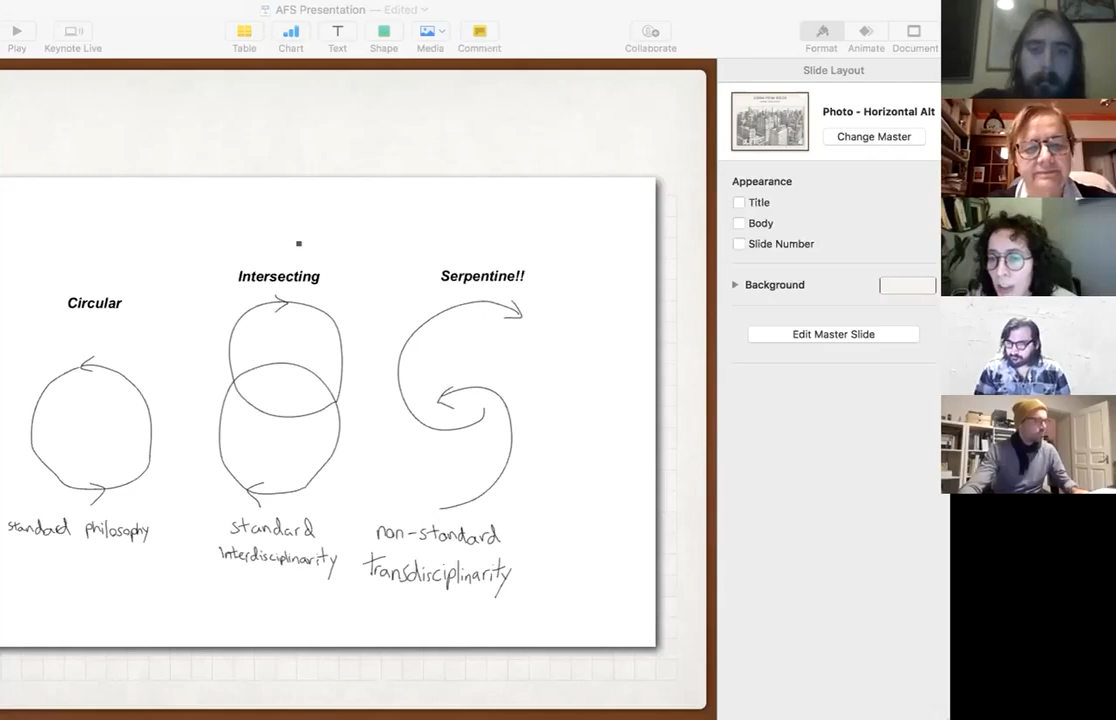 AFS Presentation — Edited
Play
Keynote Live
Table
Chart
Text
Shape
Media
Comment
Collaborate
Format
Animate
Document
Slide Layout
Photo - Horizontal Alt
Change Master
Appearance
Title
Body
Slide Number
Background
Edit Master Slide
Circular
Intersecting
Serpentine!!
standard philosophy
standard
interdisciplinarity
non-standard
transdisciplinarity